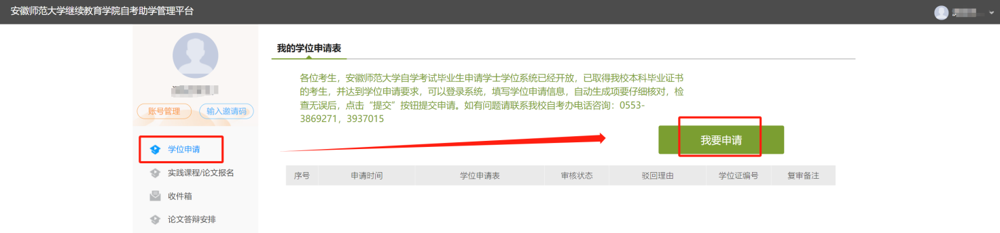 安徽师范大学继续教育学院自考助学管理平台
账号管理
输入邀请码
学位申请
实践课程/论文报名
收件箱
论文答辩安排
我的学位申请表
各位考生，安徽师范大学自学考试毕业生申请学士学位系统已经开放，已取得我校本科毕业证书
的考生，并达到学位申请要求，可以登录系统，填写学位申请信息，自动生成项要仔细核对，检
查无误后，点击“提交”按钮提交申请。如有问题请联系我校自考办电话咨询：0553-
3869271，3937015
我要申请
序号 申请时间 学位申请表 审核状态 驳回理由 学位证编号 复审备注